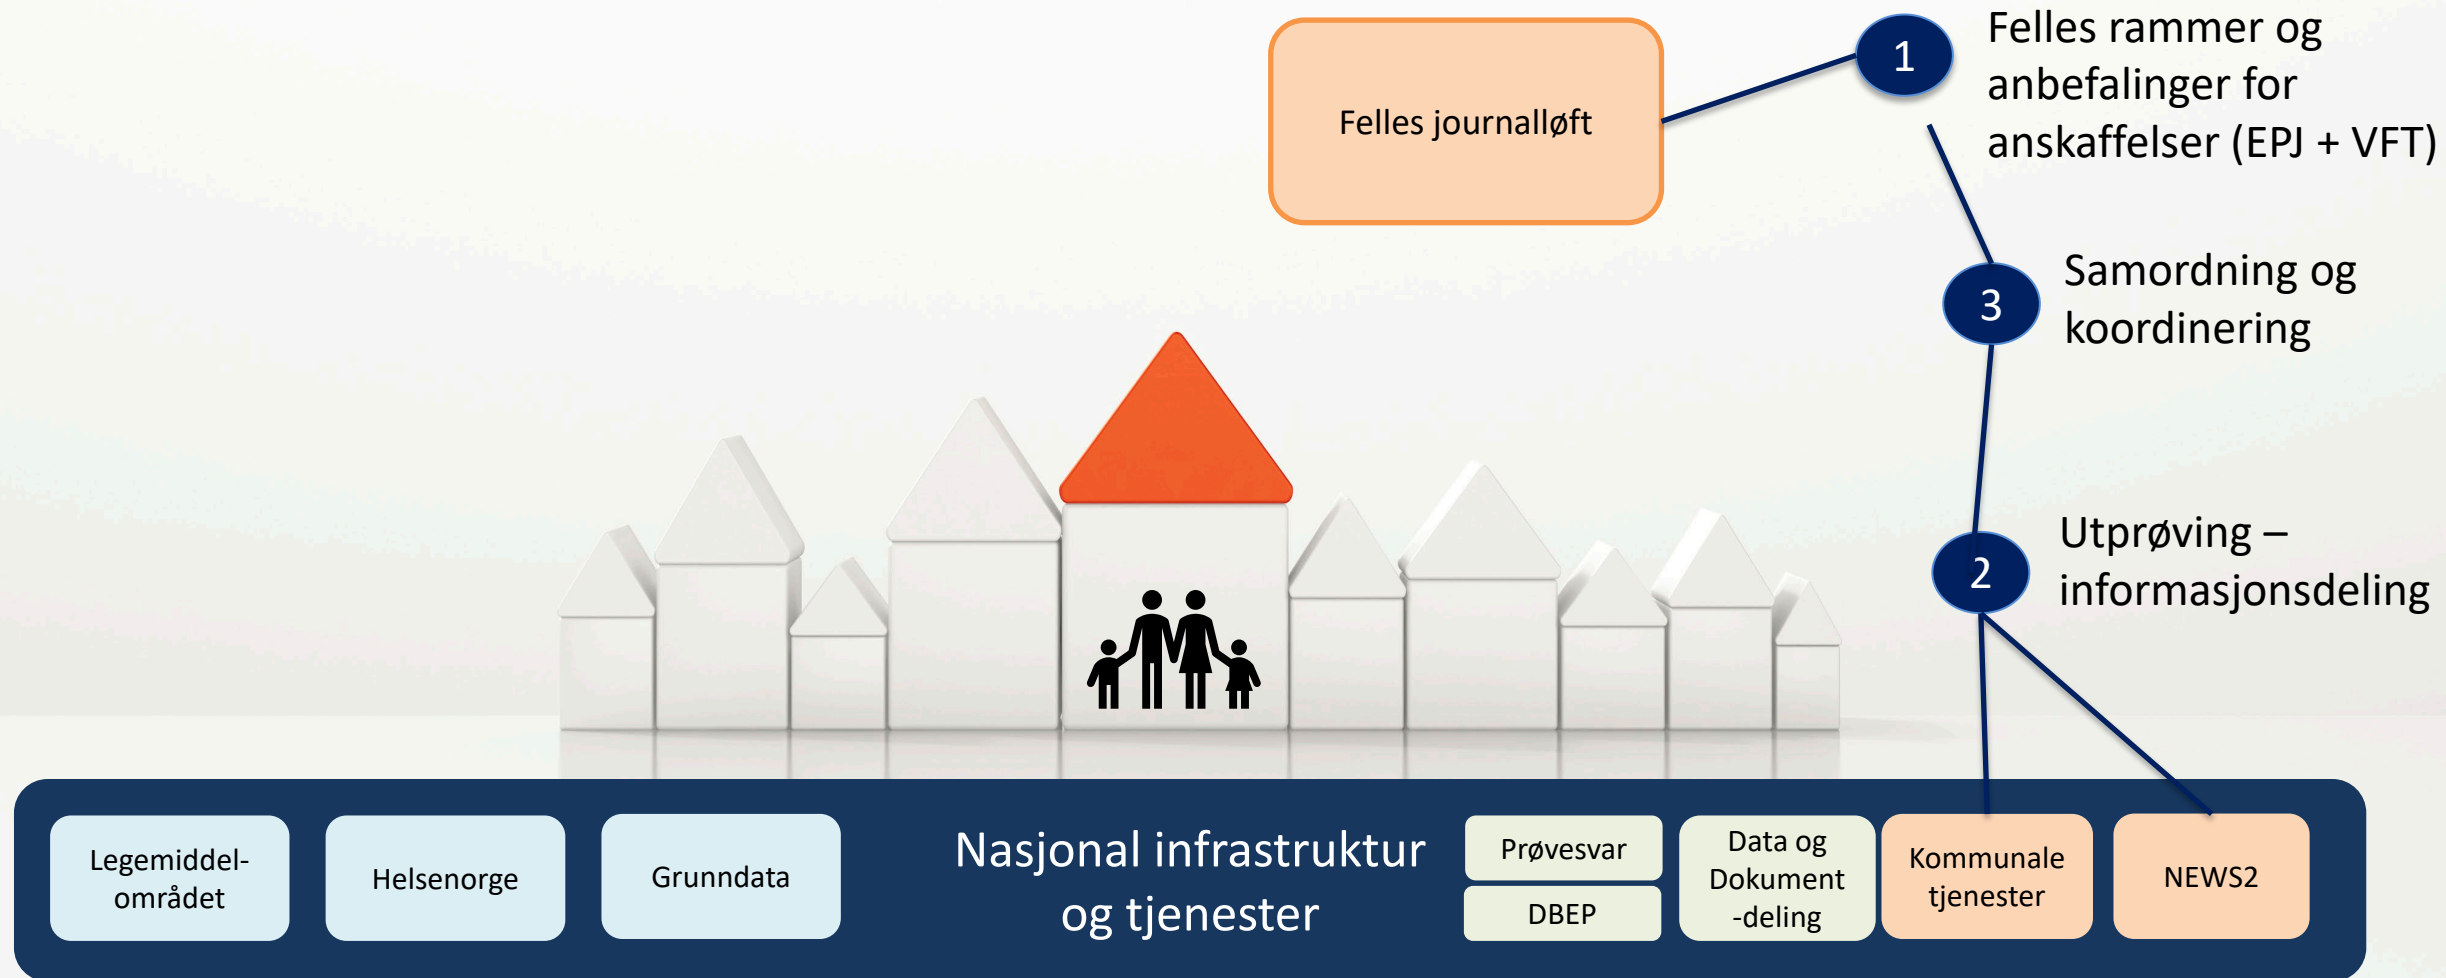 Felles journalløft
1
Felles rammer og
anbefalinger for
anskaffelser (EPJ + VFT)
3
Samordning og
koordinering
2
Utprøving –
informasjonsdeling
Legemiddel-
området
Helsenorge
Grunndata
Nasjonal infrastruktur
og tjenester
Prøvesvar
DBEP
Data og
Dokument
-deling
Kommunale
tjenester
NEWS2